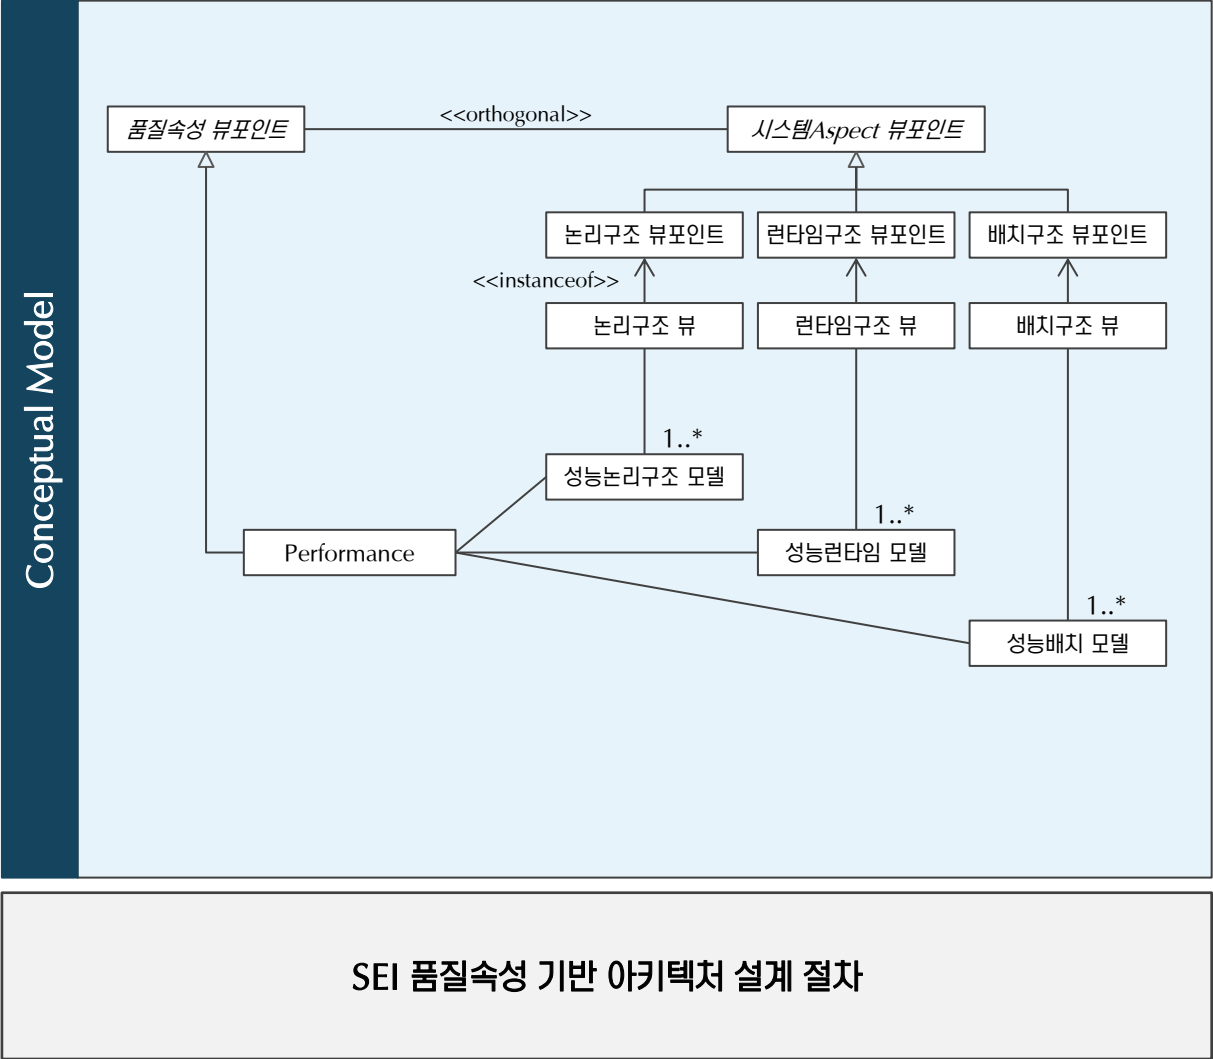 Conceptual Model
품질속성 뷰포인트
<<orthogonal>>
시스템Aspect 뷰포인트
논리구조 뷰포인트
런타임구조 뷰포인트
배치구조 뷰포인트
<<instanceof>>
논리구조 뷰
런타임구조 뷰
배치구조 뷰
1..*
성능논리구조 모델
1..*
Performance
성능런타임 모델
1..*
성능배치 모델
SEI 품질속성 기반 아키텍처 설계 절차